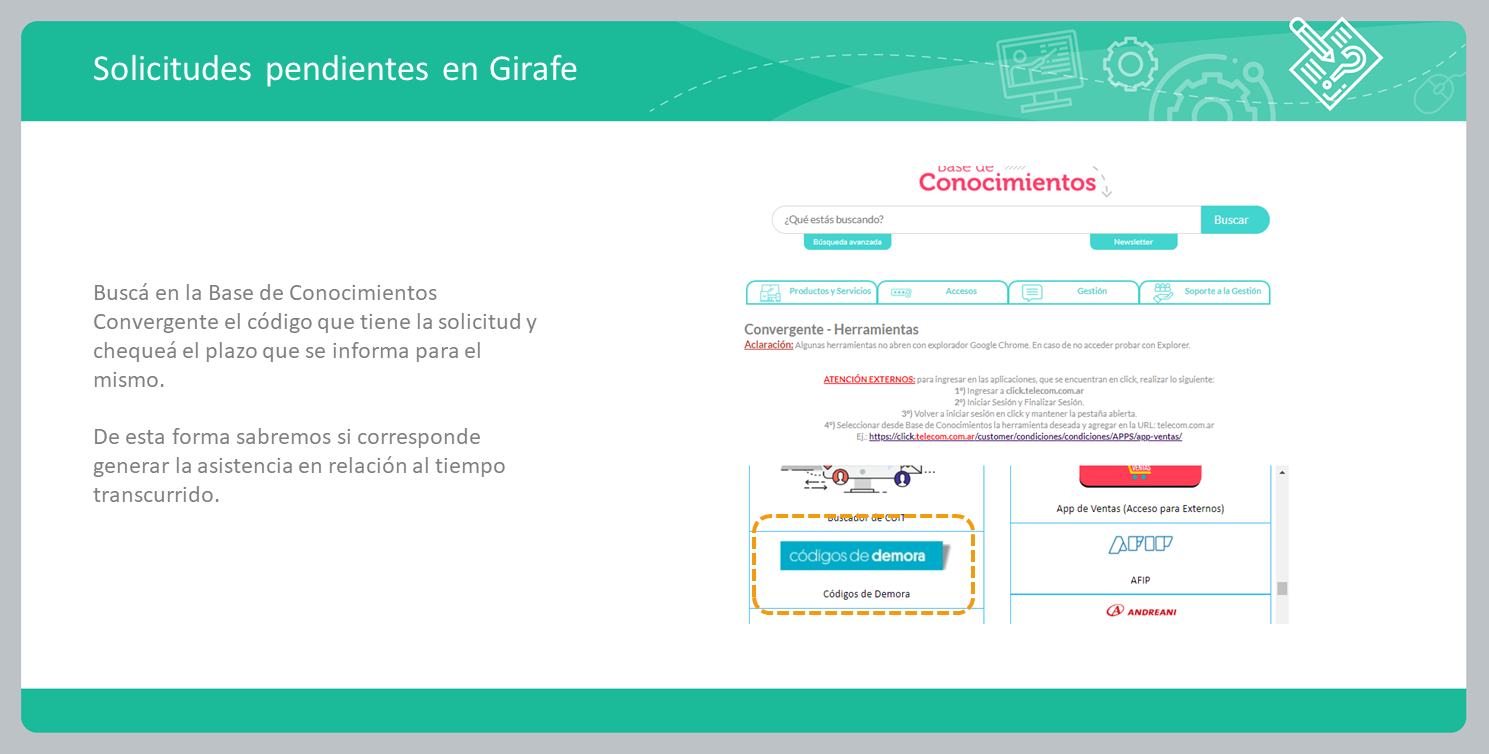 Solicitudes pendientes en Girafe
Buscá en la Base de Conocimientos
Convergente el código que tiene la solicitud y
chequeá el plazo que se informa para el
mismo.
De esta forma sabremos si corresponde
generar la asistencia en relación al tiempo
transcurrido.
Base de
Conocimientos
¿Qué estás buscando?
Buscar
Búsqueda avanzada
Newsletter
Productos y Servicios
Accesos
Gestión
Soporte a la Gestión
Convergente - Herramientas
Aclaración: Algunas herramientas no abren con explorador Google Chrome. En caso de no acceder probar con Explorer.
ATENCIÓN EXTERNOS: para ingresar en las aplicaciones, que se encuentran en click, realizar lo siguiente:
1º) Ingresar a click.telecom.com.ar
2º) Iniciar Sesión y Finalizar Sesión.
3º) Volver a iniciar sesión en click y mantener la pestaña abierta.
4º) Seleccionar desde Base de Conocimientos la herramienta deseada y agregar en la URL: telecom.com.ar
Ej.: https://click.telecom.com.ar/customer/condiciones/condiciones/APPS/app-ventas/
Buscador de CUIT
códigos de demora
Códigos de Demora
VENTAS
App de Ventas (Acceso para Externos)
AFIP
AFIP
ANDREANI